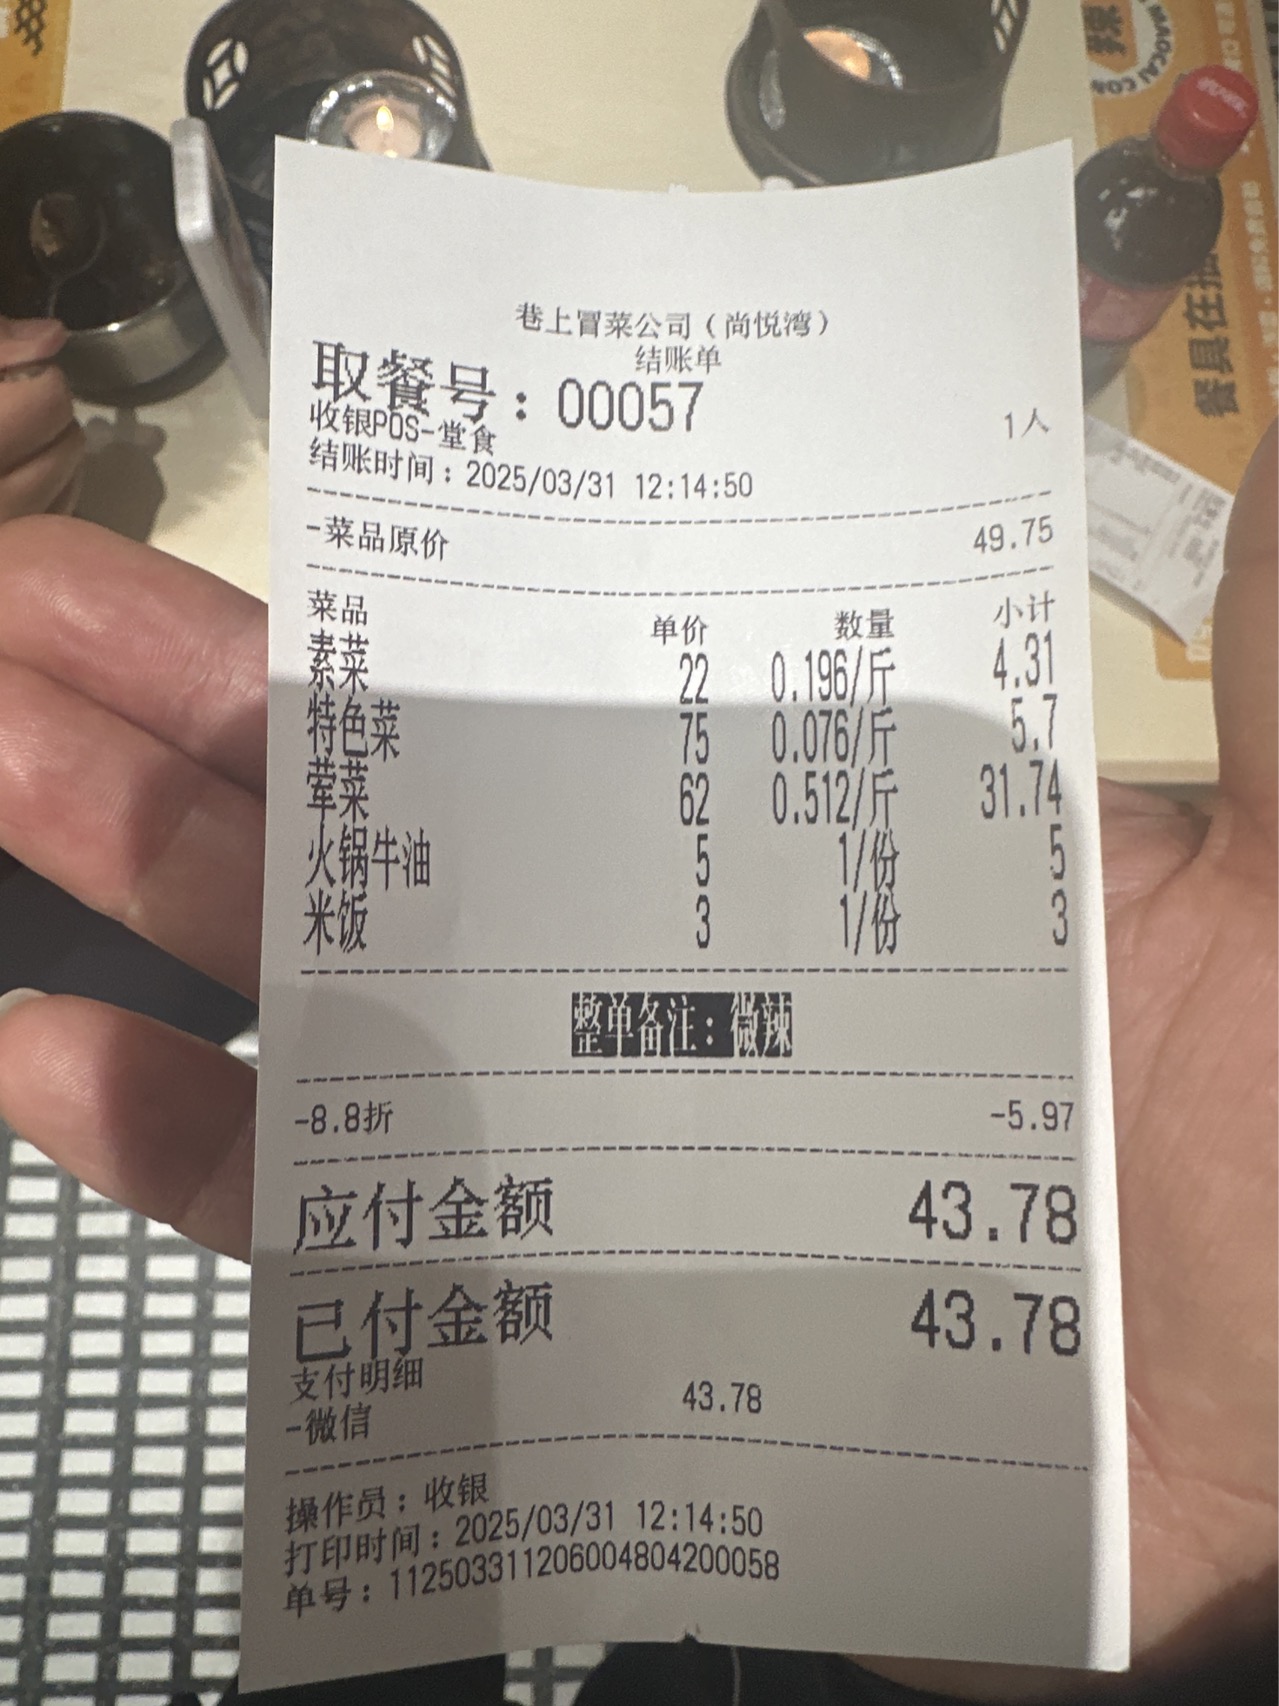 巷上冒菜公司（尚悦湾）
结账单
取餐号：00057
收银POS-堂食 1人
结账时间：2025/03/31 12:14:50
-菜品原价 49.75
菜品 单价 数量 小计
素菜 22 0.196/斤 4.31
特色菜 75 0.076/斤 5.7
荤菜 62 0.512/斤 31.74
火锅牛油 5 1/份 5
米饭 3 1/份 3
整单备注：微辣
-8.8折 -5.97
应付金额 43.78
已付金额 43.78
支付明细
-微信 43.78
操作员：收银
打印时间：2025/03/31 12:14:50
单号：1125033112060048042000​58
餐具在抽